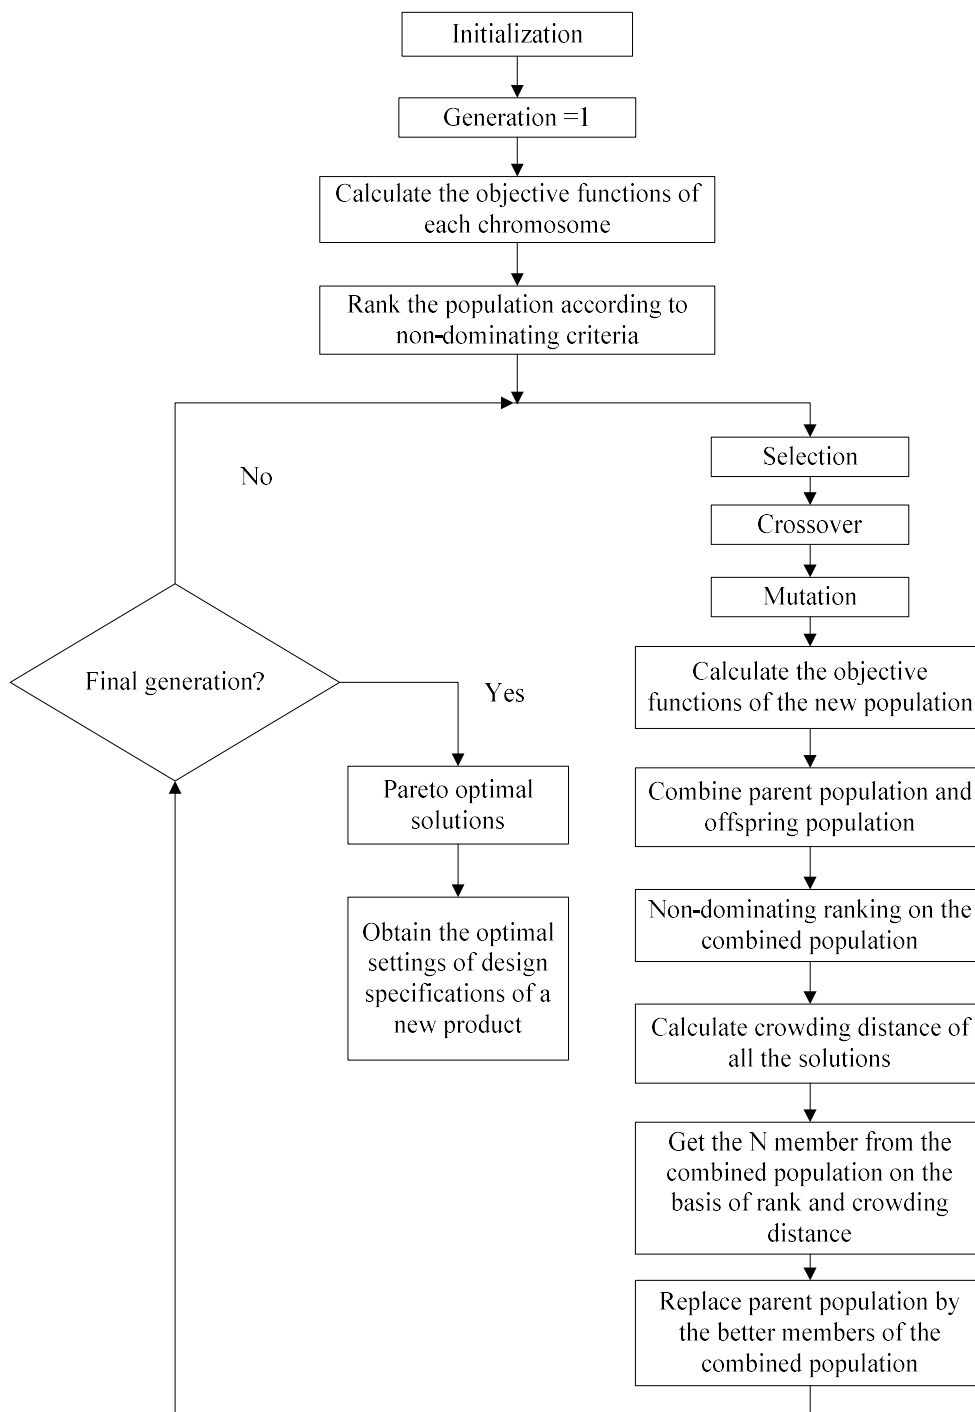 Initialization
Generation =1
Calculate the objective functions of
each chromosome
Rank the population according to
non-dominating criteria
No
Selection
Crossover
Mutation
Final generation?
Yes
Calculate the objective
functions of the new population
Pareto optimal
solutions
Combine parent population and
offspring population
Obtain the optimal
settings of design
specifications of a
new product
Non-dominating ranking on the
combined population
Calculate crowding distance of
all the solutions
Get the N member from the
combined population on the
basis of rank and crowding
distance
Replace parent population by
the better members of the
combined population